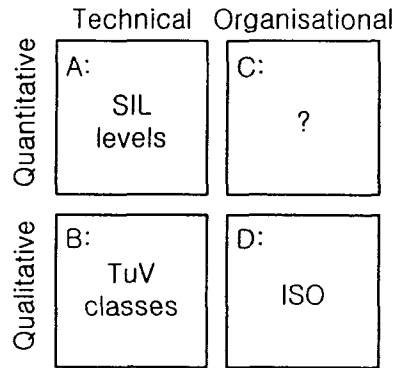 Technical Organisational
Quantitative
A:
SIL
levels
C:
?
Qualitative
B:
TuV
classes
D:
ISO